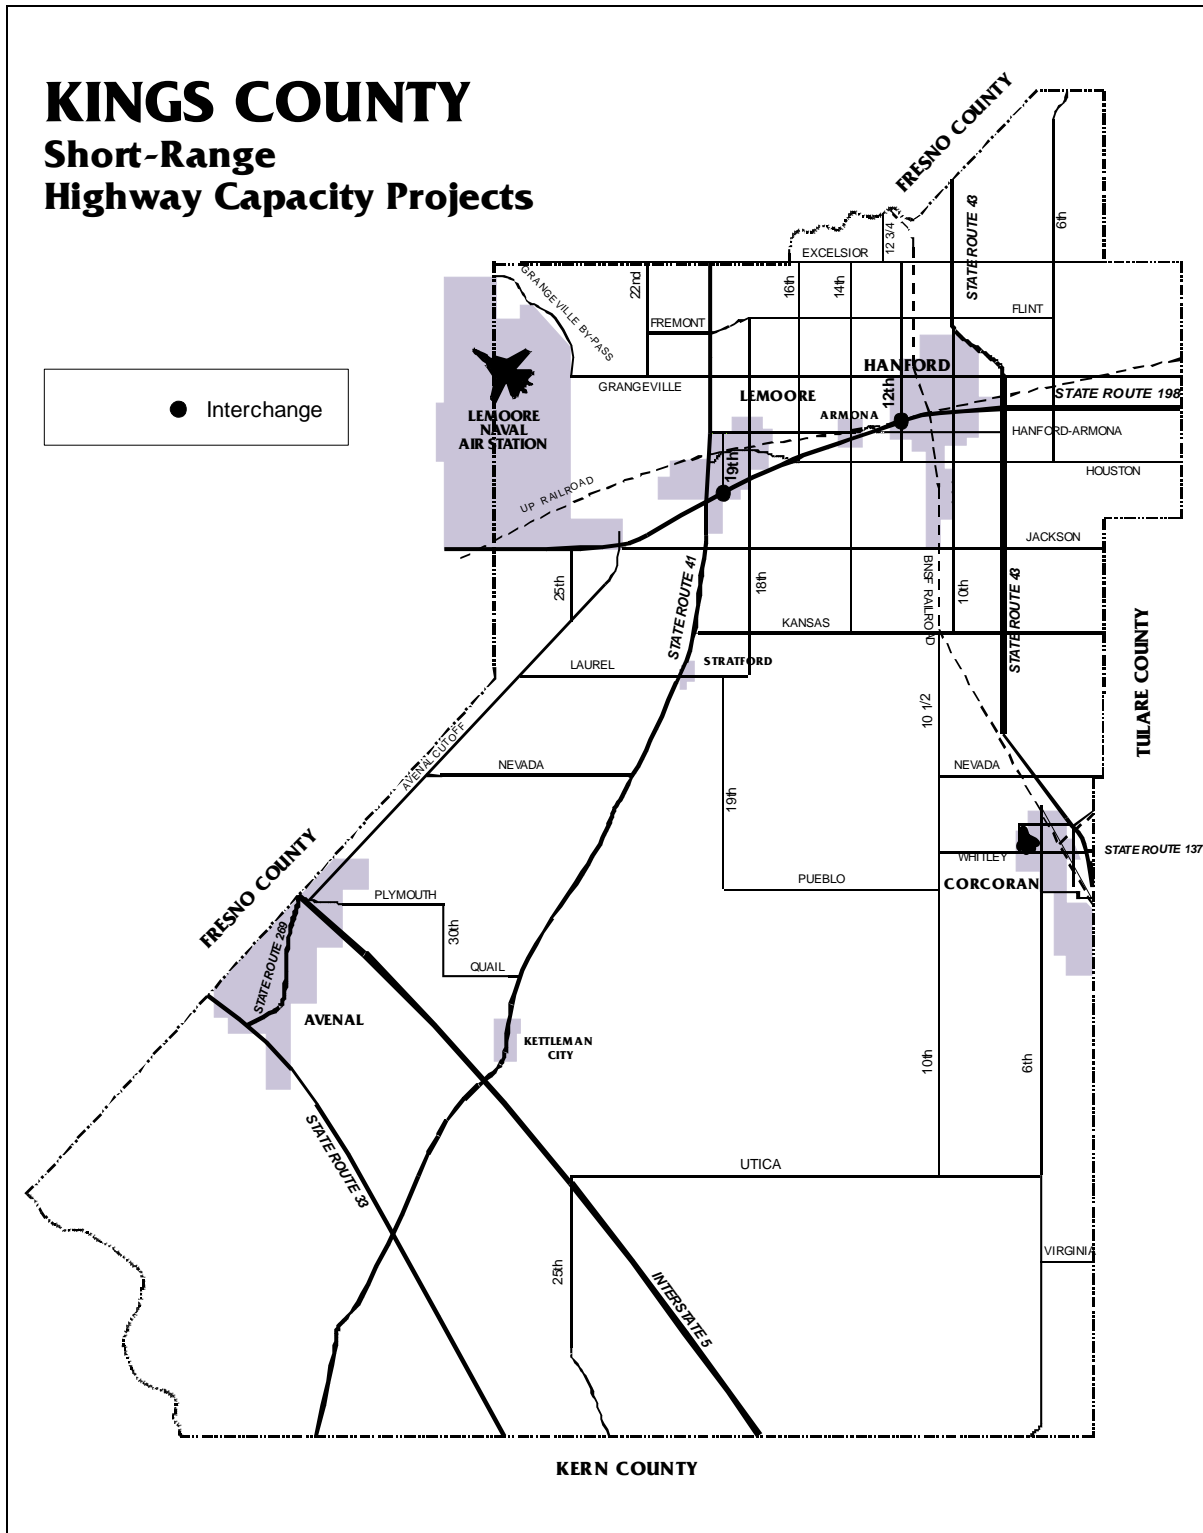 KINGS COUNTY
Short-Range
Highway Capacity Projects
FRESNO COUNTY
STATE ROUTE 43
6th
12 3/4
EXCELSIOR
GRANGEVILLE BY-PASS
22nd
16th
14th
FLINT
FREMONT
HANFORD
GRANGEVILLE
LEMOORE
12th
STATE ROUTE 198
Interchange
LEMOORE
NAVAL
AIR STATION
ARMONA
HANFORD-ARMONA
19th
HOUSTON
UP RAILROAD
JACKSON
25th
STATE ROUTE 41
18th
BNSF RAILROAD
10th
STATE ROUTE 43
KANSAS
LAUREL
STRATFORD
TULARE COUNTY
10 1/2
AVENAL CUTOFF
NEVADA
NEVADA
19th
STATE ROUTE 137
WHITLEY
FRESNO COUNTY
PUEBLO
CORCORAN
PLYMOUTH
STATE ROUTE 269
30th
QUAIL
AVENAL
KETTLEMAN
CITY
10th
6th
STATE ROUTE 33
UTICA
VIRGINIA
25th
INTERSTATE 5
KERN COUNTY